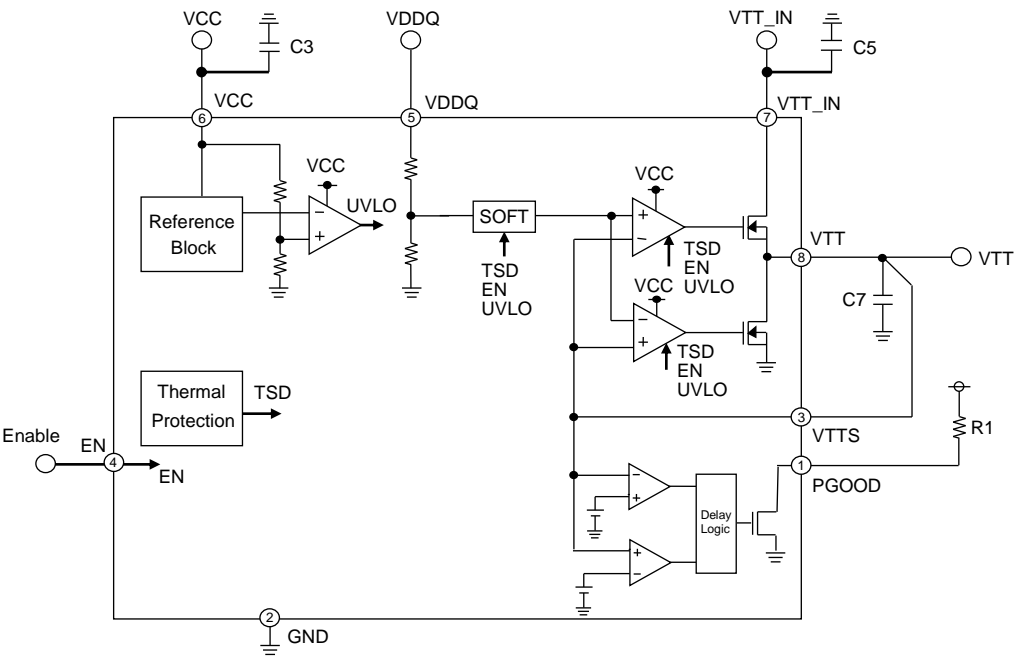 VCC
VDDQ
VTT_IN
C3
C5
VCC
VDDQ
VTT_IN
6
5
7
VCC
UVLO
Reference
Block
−
+
SOFT
TSD
EN
UVLO
VCC
+
−
TSD
EN
UVLO
VTT
8
VTT
VCC
−
+
TSD
EN
UVLO
C7
Thermal
Protection
TSD
3
VTTS
R1
Enable
EN
4
EN
1
PGOOD
−
+
Delay
Logic
+
−
2
GND